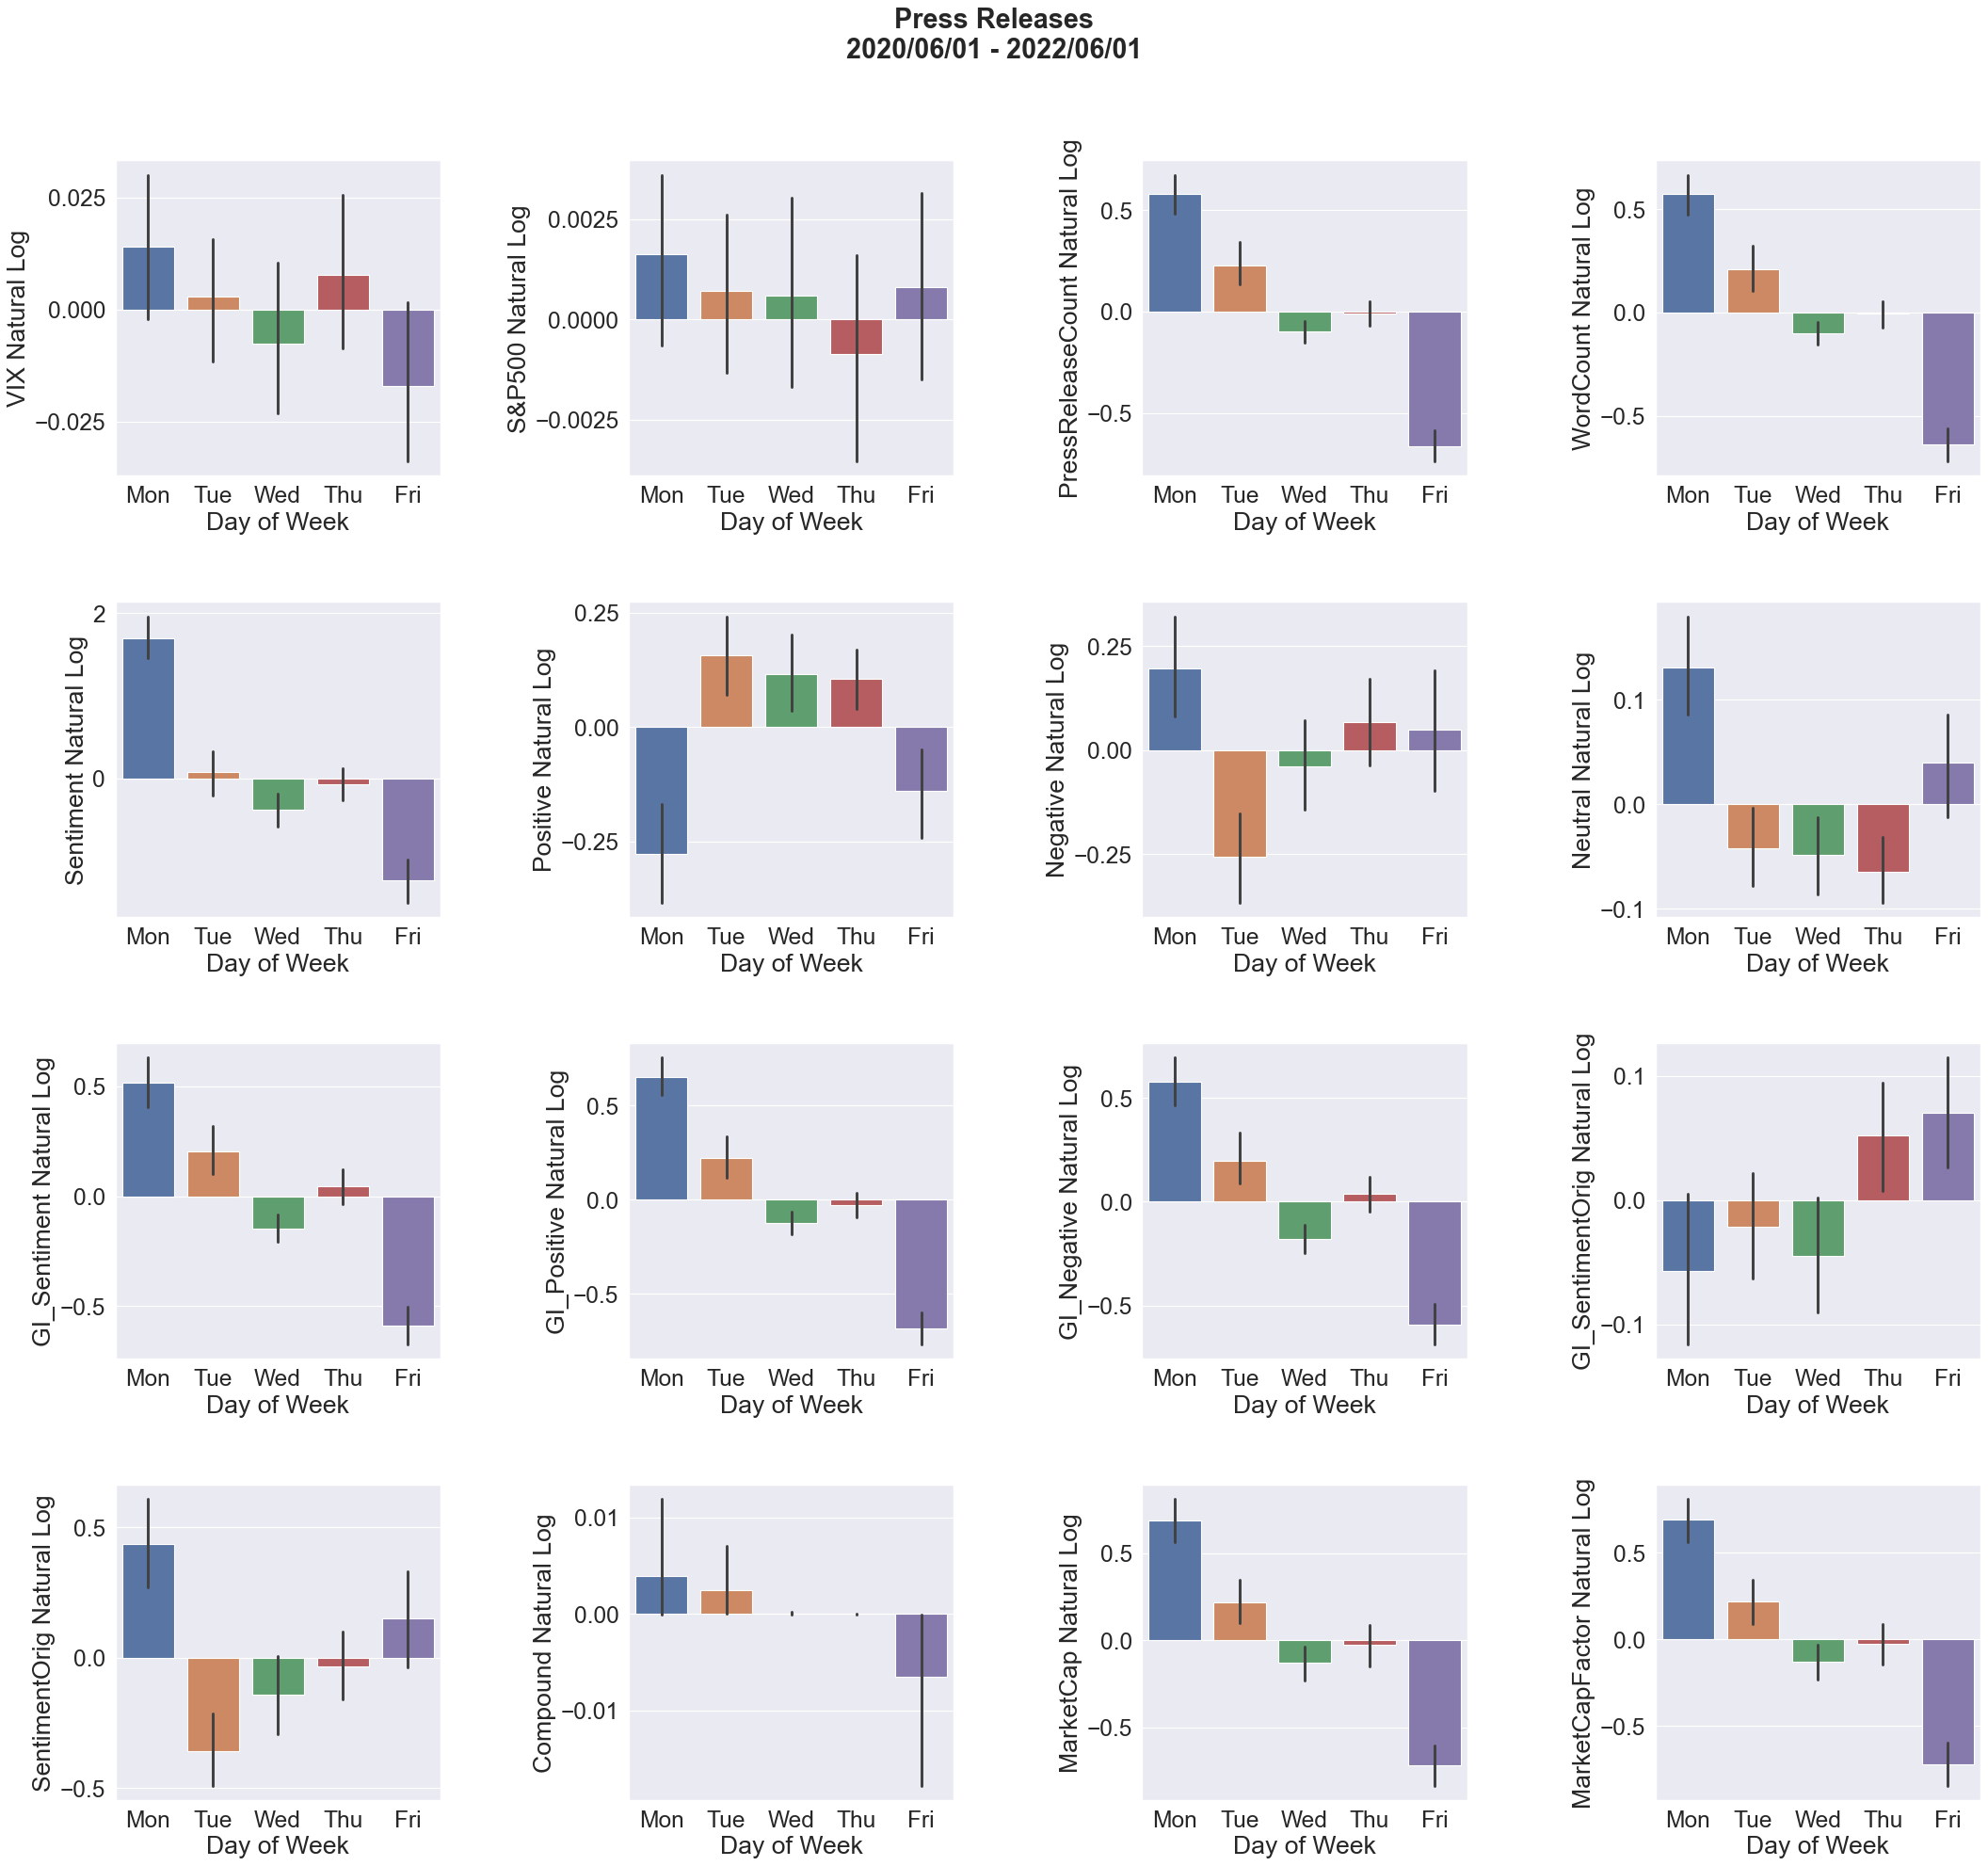 Press Releases
2020/06/01 - 2022/06/01
VIX Natural Log
0.025
0.000
−0.025
Mon Tue Wed Thu Fri
Day of Week
S&P500 Natural Log
0.0025
0.0000
−0.0025
Mon Tue Wed Thu Fri
Day of Week
PressReleaseCount Natural Log
0.5
0.0
−0.5
Mon Tue Wed Thu Fri
Day of Week
WordCount Natural Log
0.5
0.0
−0.5
Mon Tue Wed Thu Fri
Day of Week
Sentiment Natural Log
2
0
Mon Tue Wed Thu Fri
Day of Week
Positive Natural Log
0.25
0.00
−0.25
Mon Tue Wed Thu Fri
Day of Week
Negative Natural Log
0.25
0.00
−0.25
Mon Tue Wed Thu Fri
Day of Week
Neutral Natural Log
0.1
0.0
−0.1
Mon Tue Wed Thu Fri
Day of Week
GI_Sentiment Natural Log
0.5
0.0
−0.5
Mon Tue Wed Thu Fri
Day of Week
GI_Positive Natural Log
0.5
0.0
−0.5
Mon Tue Wed Thu Fri
Day of Week
GI_Negative Natural Log
0.5
0.0
−0.5
Mon Tue Wed Thu Fri
Day of Week
GI_SentimentOrig Natural Log
0.1
0.0
−0.1
Mon Tue Wed Thu Fri
Day of Week
SentimentOrig Natural Log
0.5
0.0
−0.5
Mon Tue Wed Thu Fri
Day of Week
Compound Natural Log
0.01
0.00
−0.01
Mon Tue Wed Thu Fri
Day of Week
MarketCap Natural Log
0.5
0.0
−0.5
Mon Tue Wed Thu Fri
Day of Week
MarketCapFactor Natural Log
0.5
0.0
−0.5
Mon Tue Wed Thu Fri
Day of Week